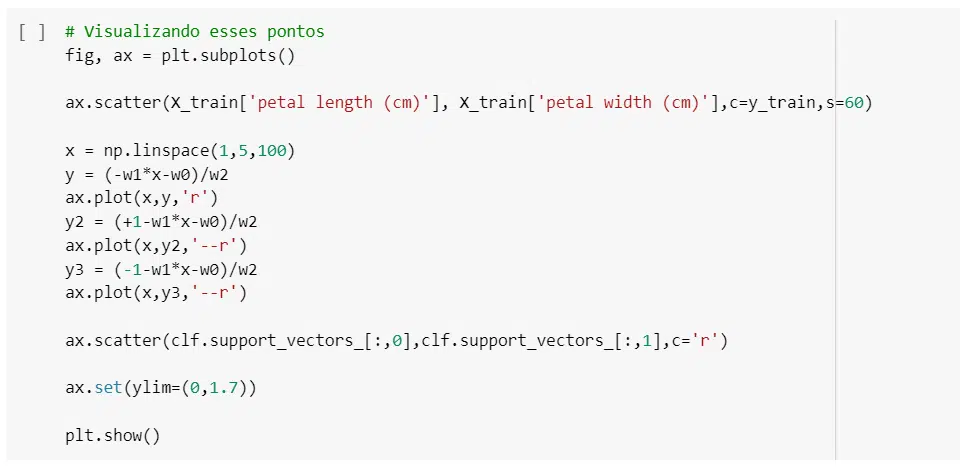 [ ] # Visualizando esses pontos
fig, ax = plt.subplots()
ax.scatter(X_train['petal length (cm)'], X_train['petal width (cm)'],c=y_train,s=60)
x = np.linspace(1,5,100)
y = (-w1*x-w0)/w2
ax.plot(x,y,'r')
y2 = (+1-w1*x-w0)/w2
ax.plot(x,y2,'--r')
y3 = (-1-w1*x-w0)/w2
ax.plot(x,y3,'--r')
ax.scatter(clf.support_vectors_[:,0],clf.support_vectors_[:,1],c='r')
ax.set(ylim=(0,1.7))
plt.show()